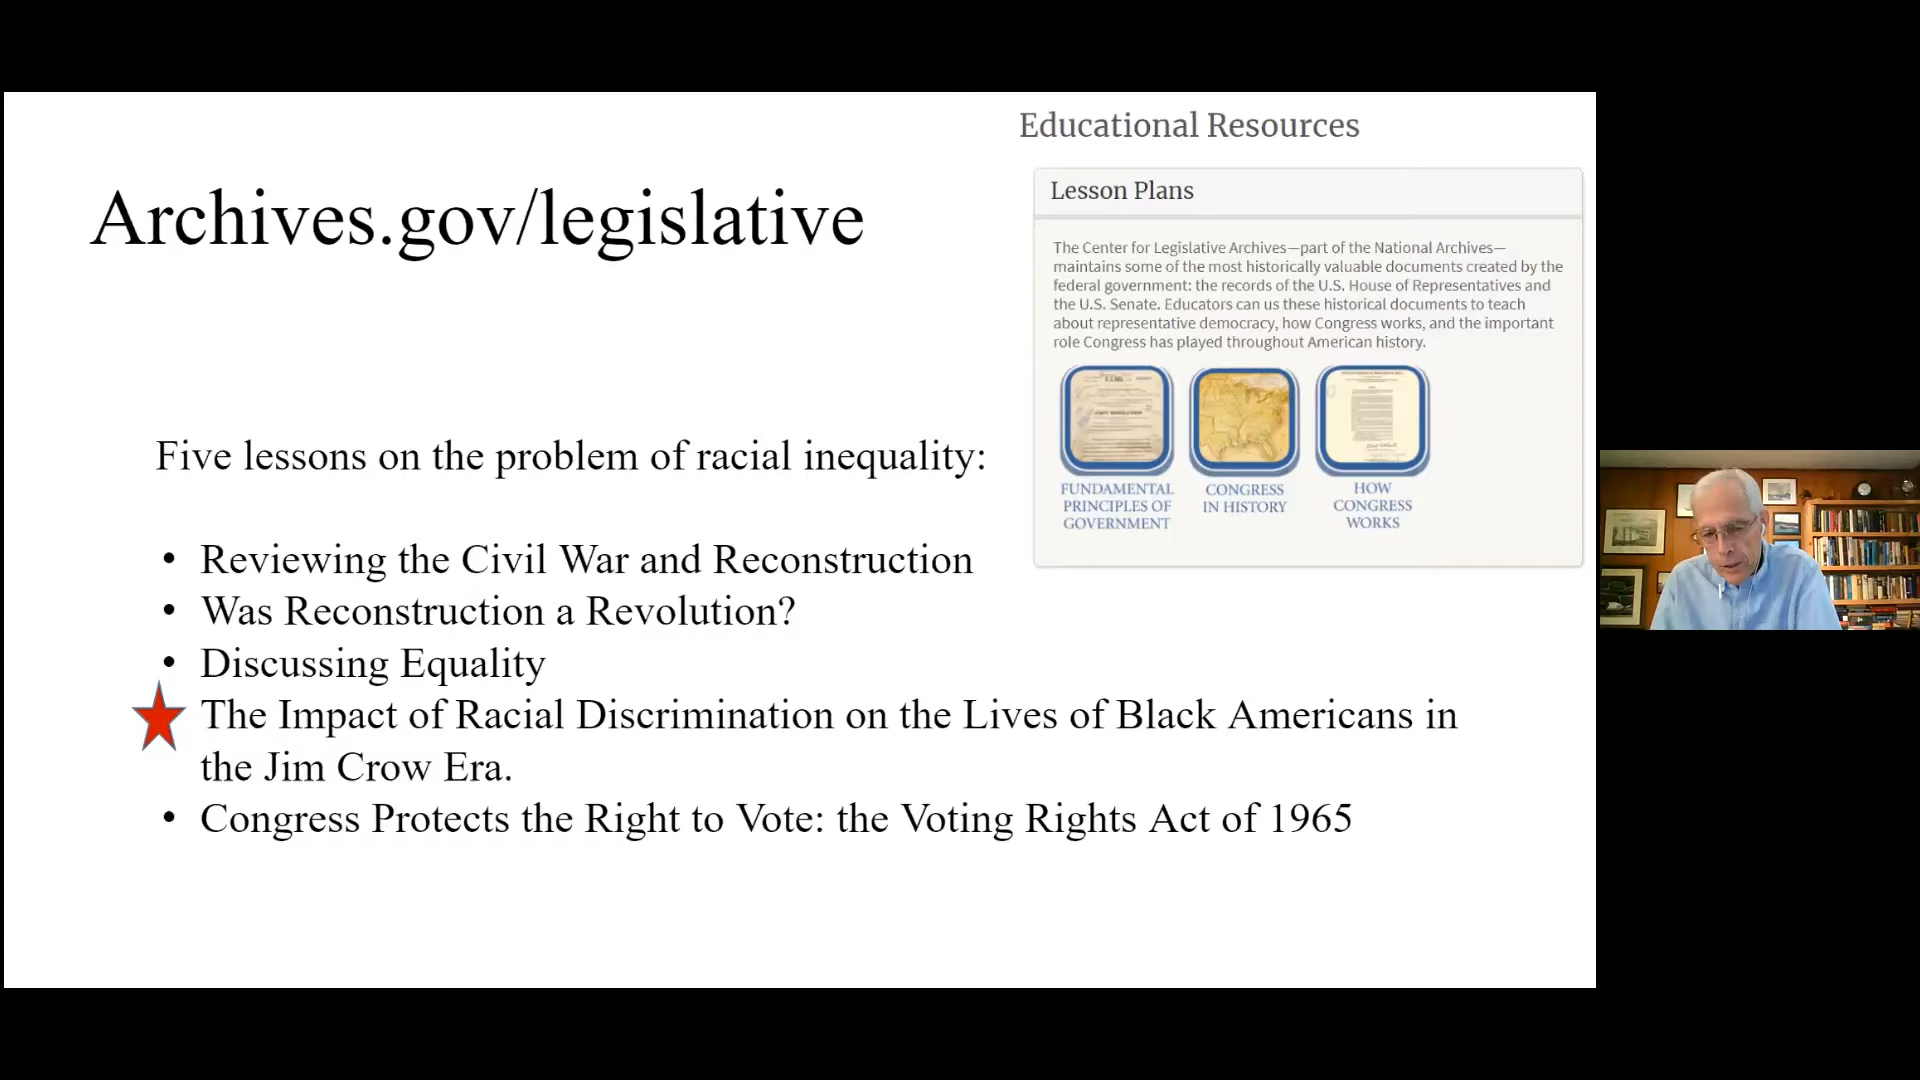 Educational Resources
Archives.gov/legislative
Lesson Plans
The Center for Legislative Archives—part of the National Archives—
maintains some of the most historically valuable documents created by the
federal government: the records of the U.S. House of Representatives and
the U.S. Senate. Educators can us these historical documents to teach
about representative democracy, how Congress works, and the important
role Congress has played throughout American history.
FUNDAMENTAL
PRINCIPLES OF
GOVERNMENT
CONGRESS
IN HISTORY
HOW
CONGRESS
WORKS
Five lessons on the problem of racial inequality:
• Reviewing the Civil War and Reconstruction
• Was Reconstruction a Revolution?
• Discussing Equality
The Impact of Racial Discrimination on the Lives of Black Americans in
the Jim Crow Era.
• Congress Protects the Right to Vote: the Voting Rights Act of 1965